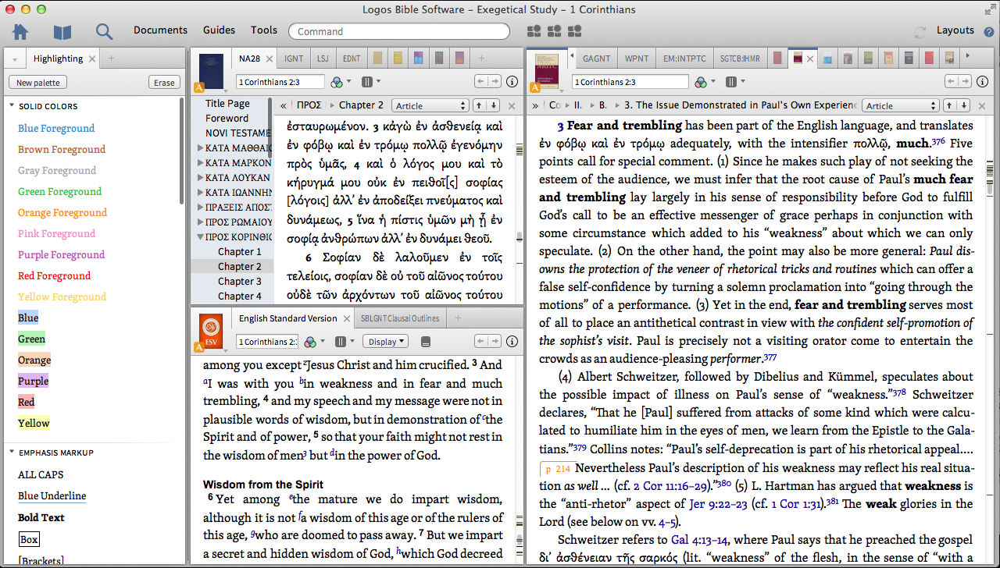 Logos Bible Software – Exegetical Study – 1 Corinthians
Documents Guides Tools Command Layouts
Highlighting
New palette Erase
SOLID COLORS
Blue Foreground
Brown Foreground
Gray Foreground
Green Foreground
Orange Foreground
Pink Foreground
Purple Foreground
Red Foreground
Yellow Foreground
Blue
Green
Orange
Purple
Red
Yellow
EMPHASIS MARKUP
ALL CAPS
Blue Underline
Bold Text
Box
[Brackets]
NA28 IGNT LSJ EDNT
A
1 Corinthians 2:3
Title Page
Foreword
NOVI TESTAME
ΚΑΤΑ ΜΑΘΘΑΙΟ
ΚΑΤΑ ΜΑΡΚΟΝ
ΚΑΤΑ ΛΟΥΚΑΝ
ΚΑΤΑ ΙΩΑΝΝΗΝ
ΠΡΑΞΕΙΣ ΑΠΟΣΤ
ΠΡΟΣ ΡΩΜΑΙΟΥ
ΠΡΟΣ ΚΟΡΙΝΘΙΟ
Chapter 1
Chapter 2
Chapter 3
Chapter 4
« ΠΡΟΣ Chapter 2 Article
ἐσταυρωμένον. 3 κἀγὼ ἐν ἀσθενείᾳ καὶ
ἐν φόβῳ καὶ ἐν τρόμῳ πολλῷ ἐγενόμην
πρὸς ὑμᾶς, 4 καὶ ὁ λόγος μου καὶ τὸ
κήρυγμά μου οὐκ ἐν πειθοῖ[ς] σοφίας
[λόγοις] ἀλλ’ ἐν ἀποδείξει πνεύματος καὶ
δυνάμεως, 5 ἵνα ἡ πίστις ὑμῶν μὴ ᾖ ἐν
σοφίᾳ ἀνθρώπων ἀλλ’ ἐν δυνάμει θεοῦ.
6 Σοφίαν δὲ λαλοῦμεν ἐν τοῖς
τελείοις, σοφίαν δὲ οὐ τοῦ αἰῶνος τούτου
οὐδὲ τῶν ἀρχόντων τοῦ αἰῶνος τούτου
English Standard Version SBLGNT Clausal Outlines
ESV
A
1 Corinthians 2: Display
among you except zJesus Christ and him crucified. 3 And
aI was with you bin weakness and in fear and much
trembling, 4 and my speech and my message were not in
plausible words of wisdom, but in demonstration of cthe
Spirit and of power, 5 so that your faith might not rest in
the wisdom of men3 but din the power of God.
Wisdom from the Spirit
6 Yet among ethe mature we do impart wisdom,
although it is not fa wisdom of this age or of the rulers of
this age, gwho are doomed to pass away. 7 But we impart
a secret and hidden wisdom of God, hwhich God decreed
GAGNT WPNT EM:INTPTC SGTCB:IHMR
NIGTC
A
1 Corinthians 2:3
» Co II. B. 3. The Issue Demonstrated in Paul's Own Experienc Article
3 Fear and trembling has been part of the English language, and translates
ἐν φόβῳ καὶ ἐν τρόμῳ adequately, with the intensifier πολλῷ, much.376 Five
points call for special comment. (1) Since he makes such play of not seeking the
esteem of the audience, we must infer that the root cause of Paul’s much fear
and trembling lay largely in his sense of responsibility before God to fulfill
God’s call to be an effective messenger of grace perhaps in conjunction with
some circumstance which added to his “weakness” about which we can only
speculate. (2) On the other hand, the point may also be more general: Paul dis-
owns the protection of the veneer of rhetorical tricks and routines which can offer a
false self-confidence by turning a solemn proclamation into “going through the
motions” of a performance. (3) Yet in the end, fear and trembling serves most
of all to place an antithetical contrast in view with the confident self-promotion of
the sophist’s visit. Paul is precisely not a visiting orator come to entertain the
crowds as an audience-pleasing performer.377
(4) Albert Schweitzer, followed by Dibelius and Kümmel, speculates about
the possible impact of illness on Paul’s sense of “weakness.”378 Schweitzer
declares, “That he [Paul] suffered from attacks of some kind which were calcu-
lated to humiliate him in the eyes of men, we learn from the Epistle to the Gala-
tians.”379 Collins notes: “Paul’s self-deprecation is part of his rhetorical appeal….
p 214 Nevertheless Paul’s description of his weakness may reflect his real situa-
tion as well … (cf. 2 Cor 11:16–29).”380 (5) L. Hartman has argued that weakness is
the “anti-rhetor” aspect of Jer 9:22–23 (cf. 1 Cor 1:31).381 The weak glories in the
Lord (see below on vv. 4–5).
Schweitzer refers to Gal 4:13–14, where Paul says that he preached the gospel
δι’ ἀσθένειαν τῆς σαρκός (lit. “weakness” of the flesh, in the sense of “with a